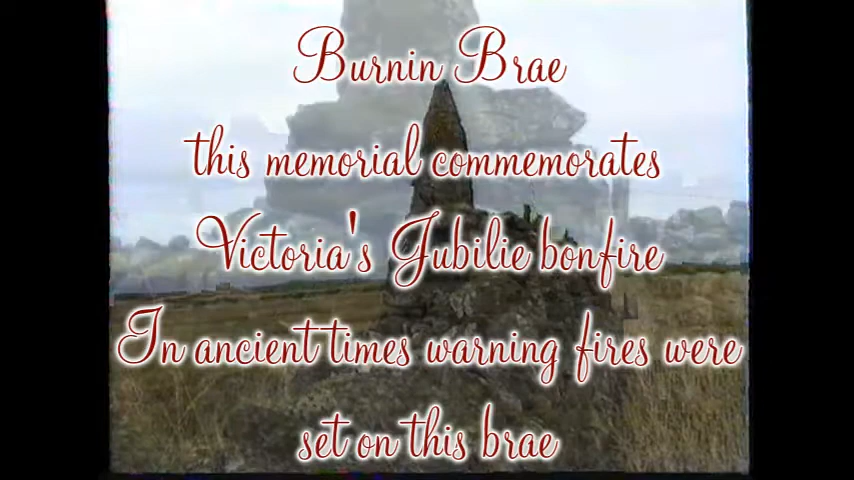 Burnin Brae
this memorial commemorates
Victoria's Jubilie bonfire
In ancient times warning fires were
set on this brae